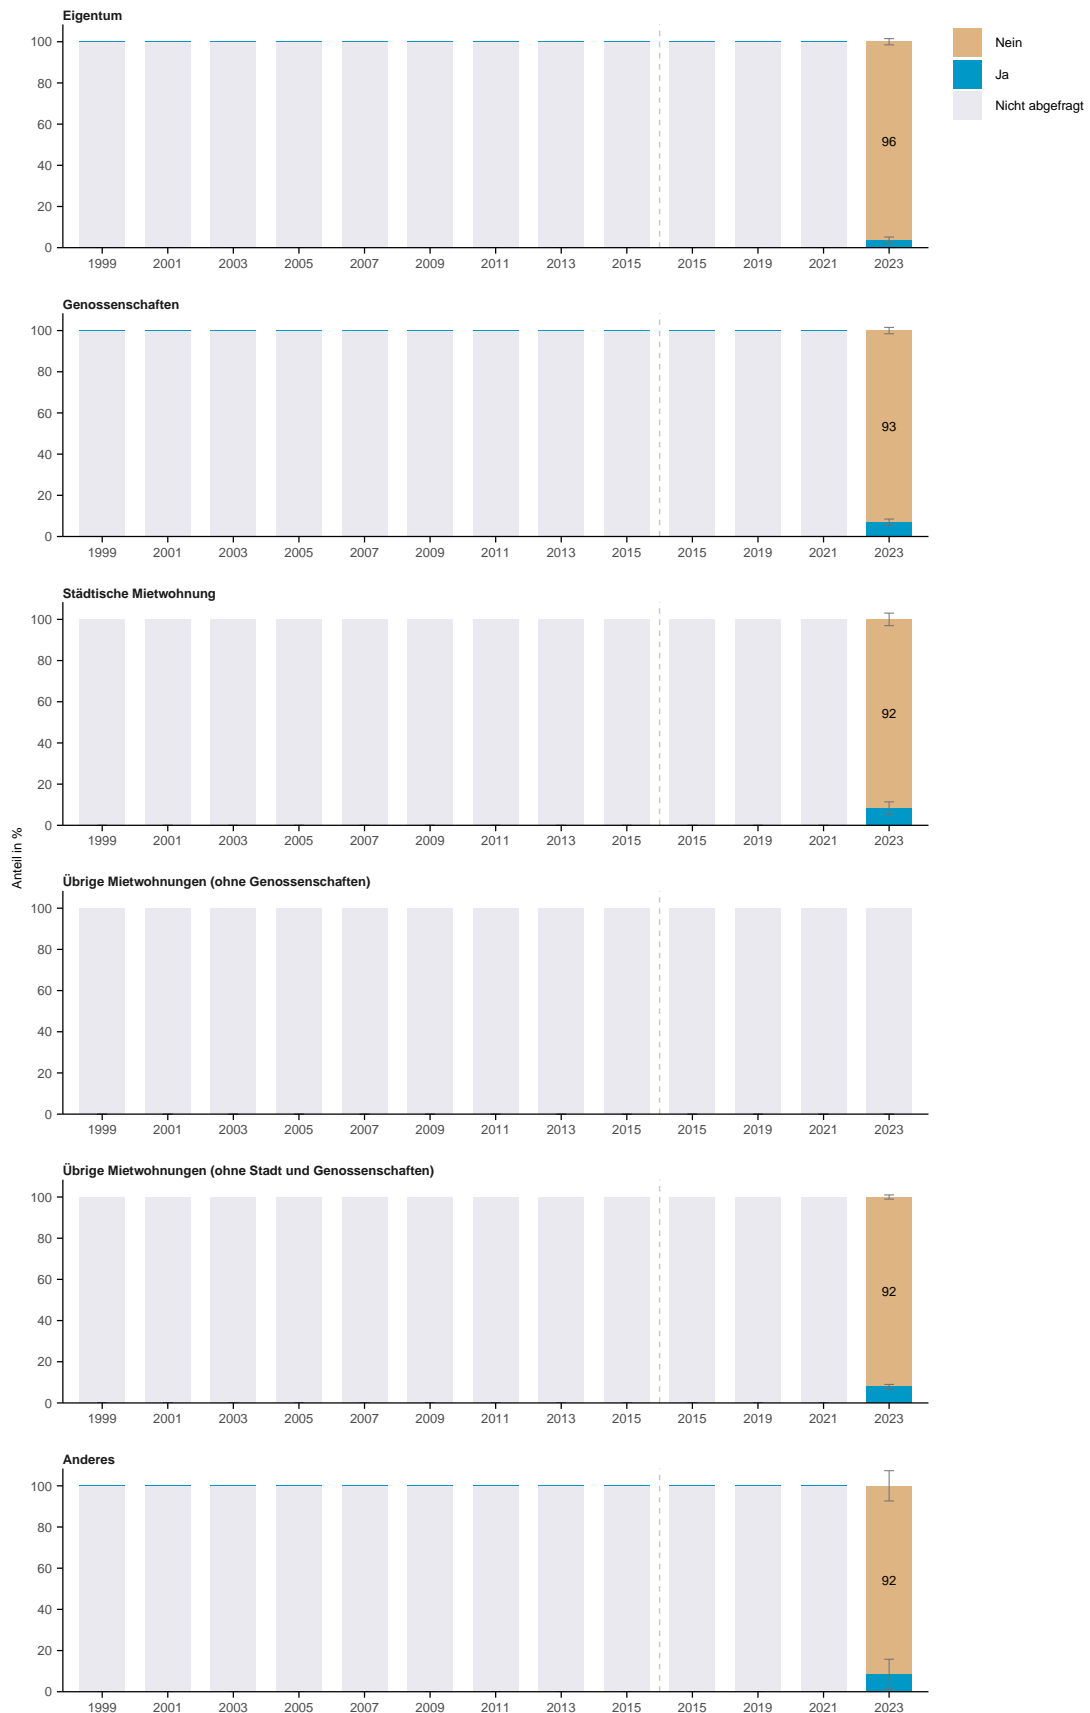 Eigentum
100
80
60
40
20
0
96
1999 2001 2003 2005 2007 2009 2011 2013 2015 2015 2019 2021 2023
Nein
Ja
Nicht abgefragt
Genossenschaften
100
80
60
40
20
0
93
1999 2001 2003 2005 2007 2009 2011 2013 2015 2015 2019 2021 2023
Städtische Mietwohnung
100
80
60
40
20
0
92
1999 2001 2003 2005 2007 2009 2011 2013 2015 2015 2019 2021 2023
Anteil in %
Übrige Mietwohnungen (ohne Genossenschaften)
100
80
60
40
20
0
1999 2001 2003 2005 2007 2009 2011 2013 2015 2015 2019 2021 2023
Übrige Mietwohnungen (ohne Stadt und Genossenschaften)
100
80
60
40
20
0
92
1999 2001 2003 2005 2007 2009 2011 2013 2015 2015 2019 2021 2023
Anderes
100
80
60
40
20
0
92
1999 2001 2003 2005 2007 2009 2011 2013 2015 2015 2019 2021 2023